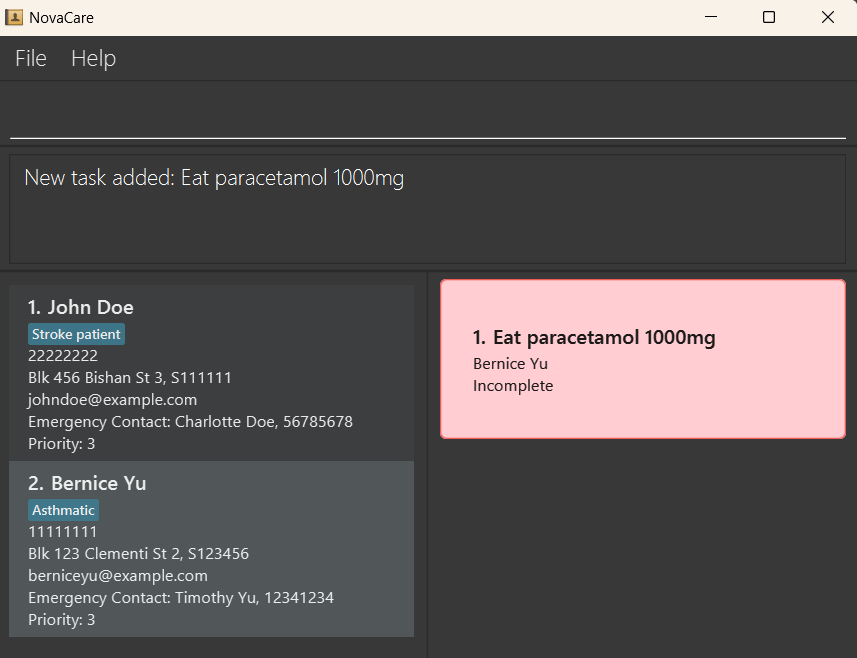 NovaCare
File Help
New task added: Eat paracetamol 1000mg
1. John Doe
Stroke patient
22222222
Blk 456 Bishan St 3, S111111
johndoe@example.com
Emergency Contact: Charlotte Doe, 56785678
Priority: 3
2. Bernice Yu
Asthmatic
11111111
Blk 123 Clementi St 2, S123456
berniceyu@example.com
Emergency Contact: Timothy Yu, 12341234
Priority: 3
1. Eat paracetamol 1000mg
Bernice Yu
Incomplete